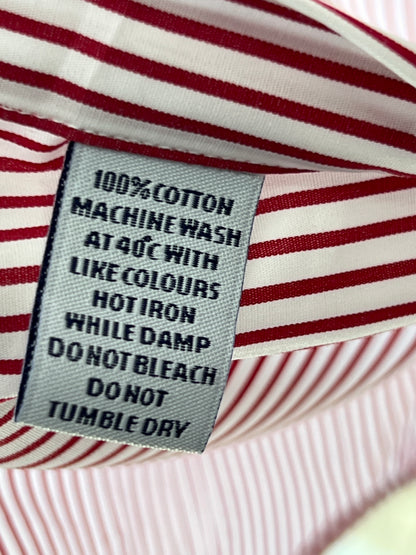 100% COTTON
MACHINE WASH
AT 40°C WITH
LIKE COLOURS
HOT IRON
WHILE DAMP
DO NOT BLEACH
DO NOT
TUMBLE DRY